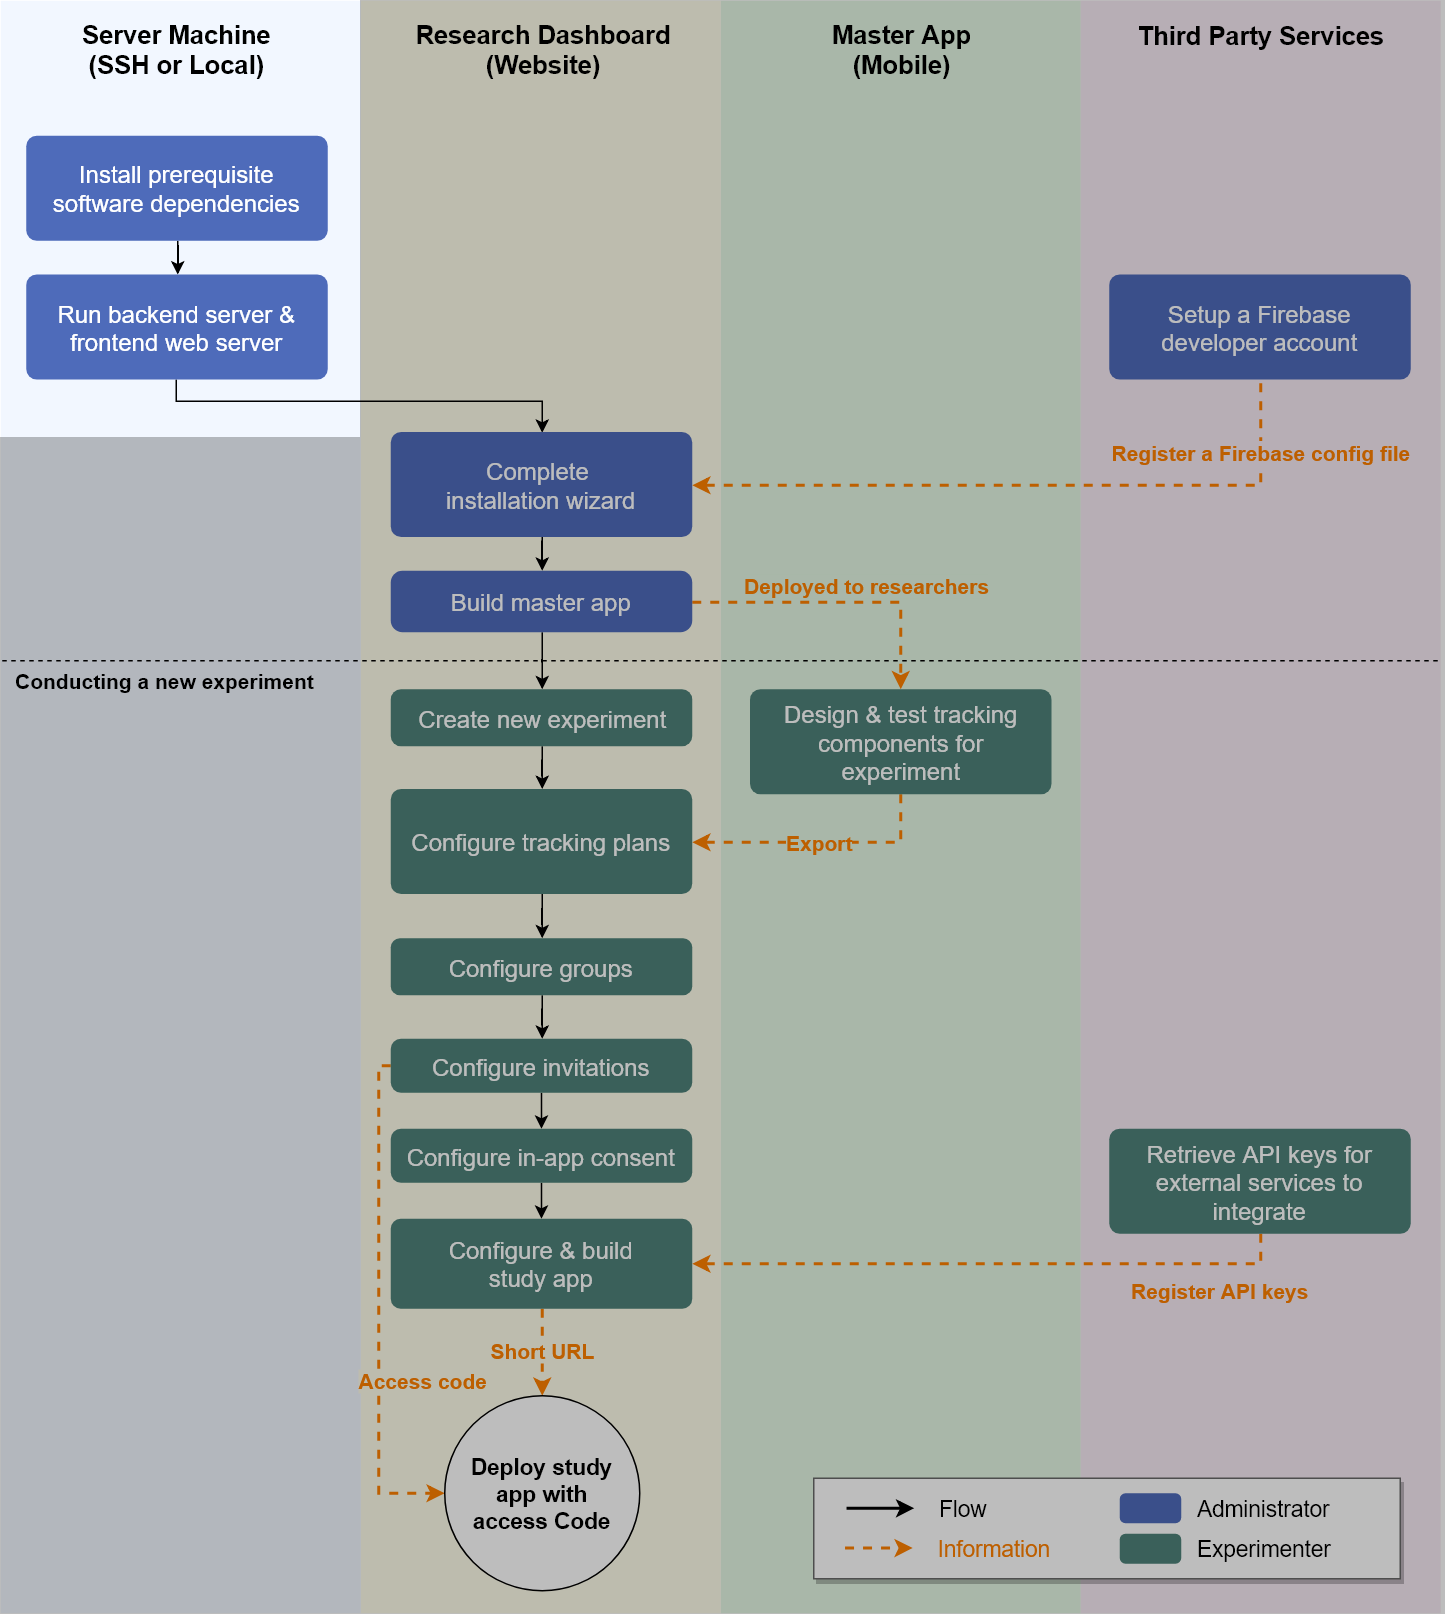 Server Machine
(SSH or Local)
Research Dashboard
(Website)
Master App
(Mobile)
Third Party Services
Install prerequisite
software dependencies
Run backend server &
frontend web server
Setup a Firebase
developer account
Register a Firebase config file
Complete
installation wizard
Build master app
Deployed to researchers
Conducting a new experiment
Create new experiment
Design & test tracking
components for
experiment
Configure tracking plans
Export
Configure groups
Configure invitations
Configure in-app consent
Retrieve API keys for
external services to
integrate
Configure & build
study app
Register API keys
Short URL
Access code
Deploy study
app with
access Code
Flow
Administrator
Information
Experimenter